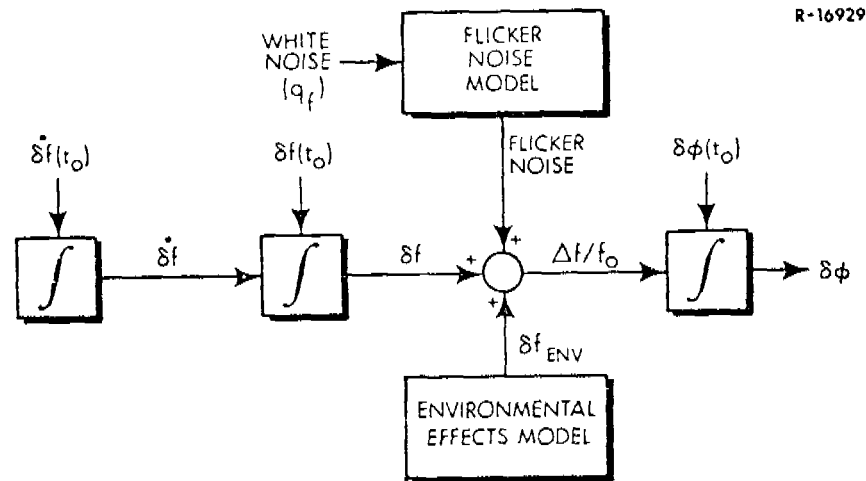 R-16929
WHITE
NOISE
(q_f)
FLICKER
NOISE
MODEL
FLICKER
NOISE
δḟ(t_o)
δf(t_o)
δφ(t_o)
∫
δḟ
∫
δf
+
+
+
Δf/f_o
∫
δφ
δf_ENV
ENVIRONMENTAL
EFFECTS MODEL